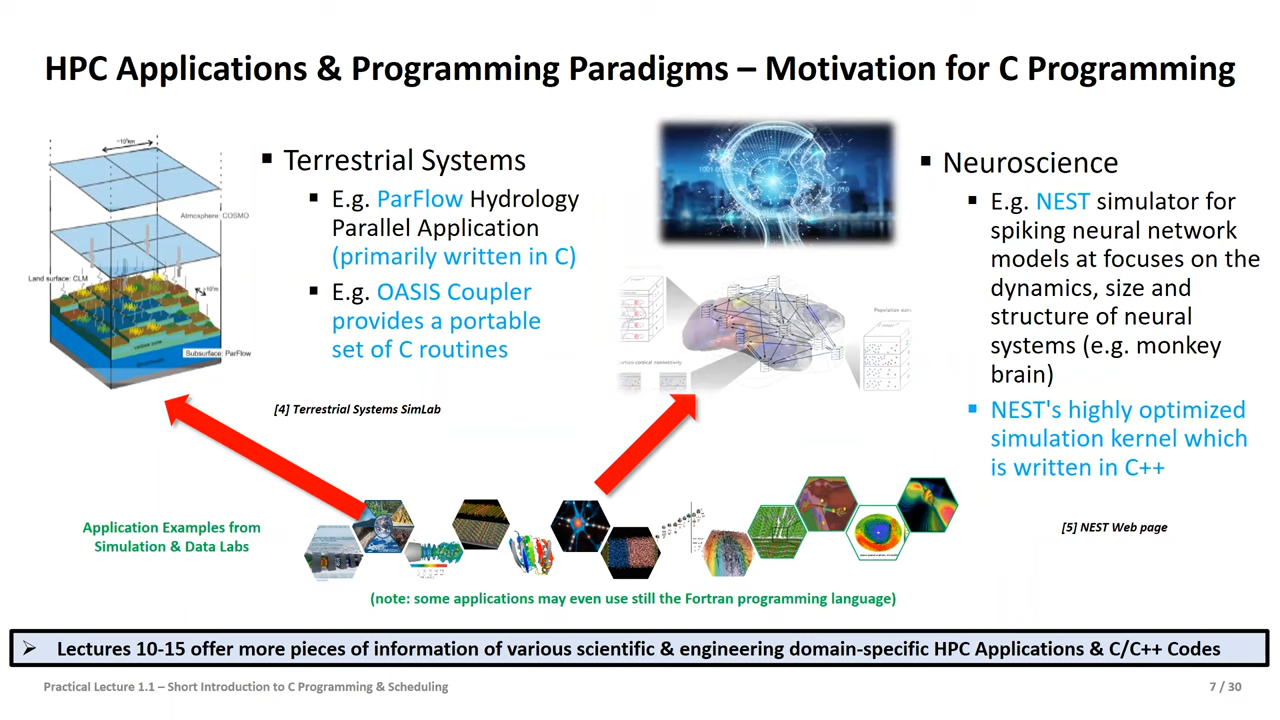 HPC Applications & Programming Paradigms – Motivation for C Programming
~10³km
Atmosphere: COSMO
Land surface: CLM
Subsurface: ParFlow
▪ Terrestrial Systems
▪ E.g. ParFlow Hydrology
Parallel Application
(primarily written in C)
▪ E.g. OASIS Coupler
provides a portable
set of C routines
[4] Terrestrial Systems SimLab
▪ Neuroscience
▪ E.g. NEST simulator for
spiking neural network
models at focuses on the
dynamics, size and
structure of neural
systems (e.g. monkey
brain)
▪ NEST's highly optimized
simulation kernel which
is written in C++
[5] NEST Web page
Application Examples from
Simulation & Data Labs
(note: some applications may even use still the Fortran programming language)
➢ Lectures 10-15 offer more pieces of information of various scientific & engineering domain-specific HPC Applications & C/C++ Codes
Practical Lecture 1.1 – Short Introduction to C Programming & Scheduling
7 / 30